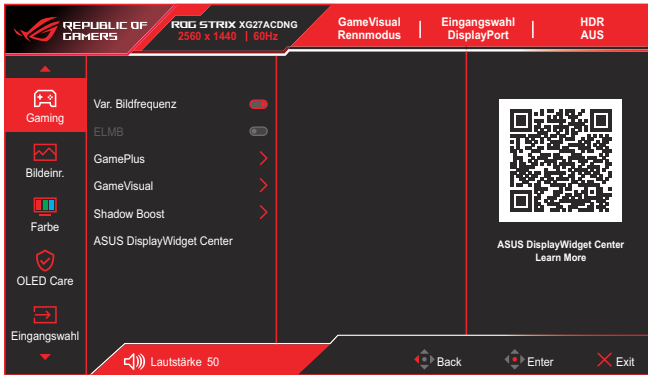 REPUBLIC OF
GAMERS
ROG STRIX XG27ACDNG
2560 x 1440 | 60Hz
GameVisual
Rennmodus
Eingangswahl
DisplayPort
HDR
AUS
Gaming
Bildeinr.
Farbe
OLED Care
Eingangswahl
Var. Bildfrequenz
ELMB
GamePlus
GameVisual
Shadow Boost
ASUS DisplayWidget Center
ASUS DisplayWidget Center
Learn More
Lautstärke 50
Back
Enter
Exit